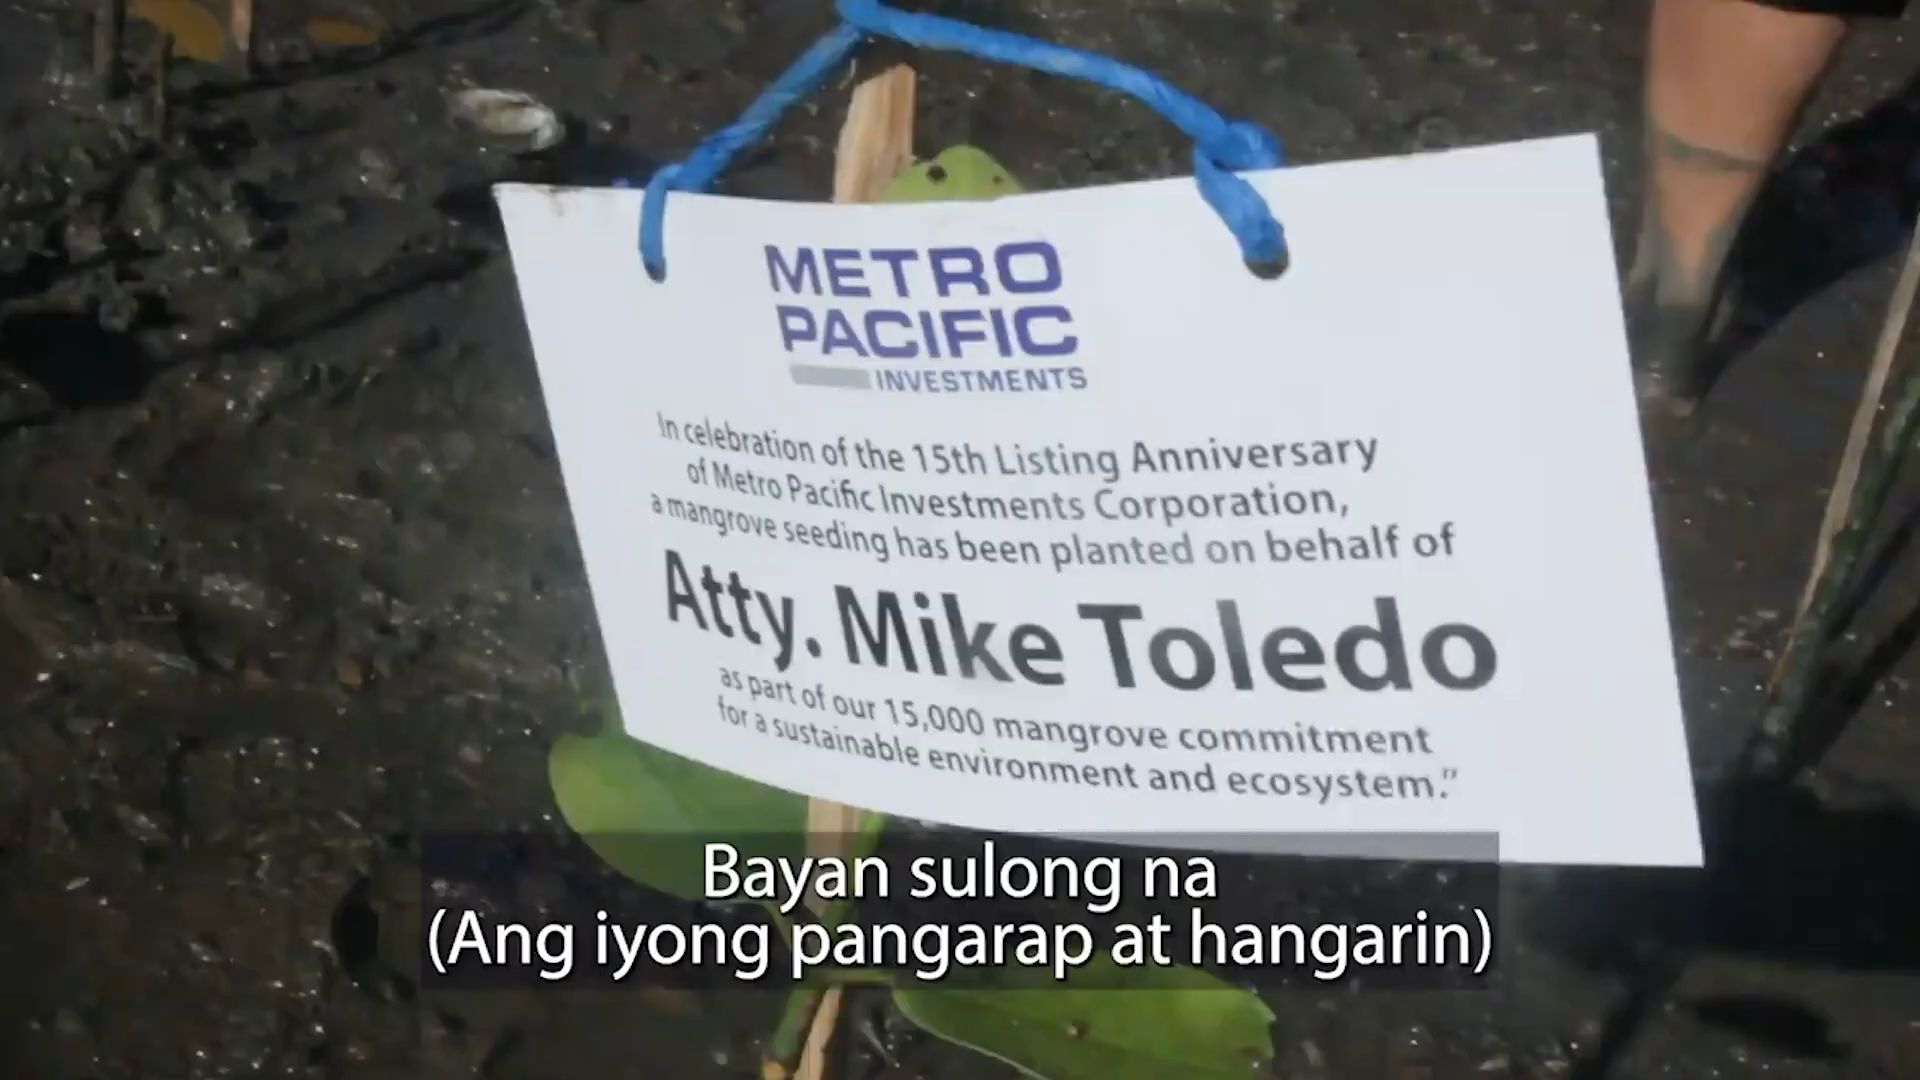 METRO
PACIFIC
INVESTMENTS
In celebration of the 15th Listing Anniversary
of Metro Pacific Investments Corporation,
a mangrove seeding has been planted on behalf of
Atty. Mike Toledo
as part of our 15,000 mangrove commitment
for a sustainable environment and ecosystem."
Bayan sulong na
(Ang iyong pangarap at hangarin)